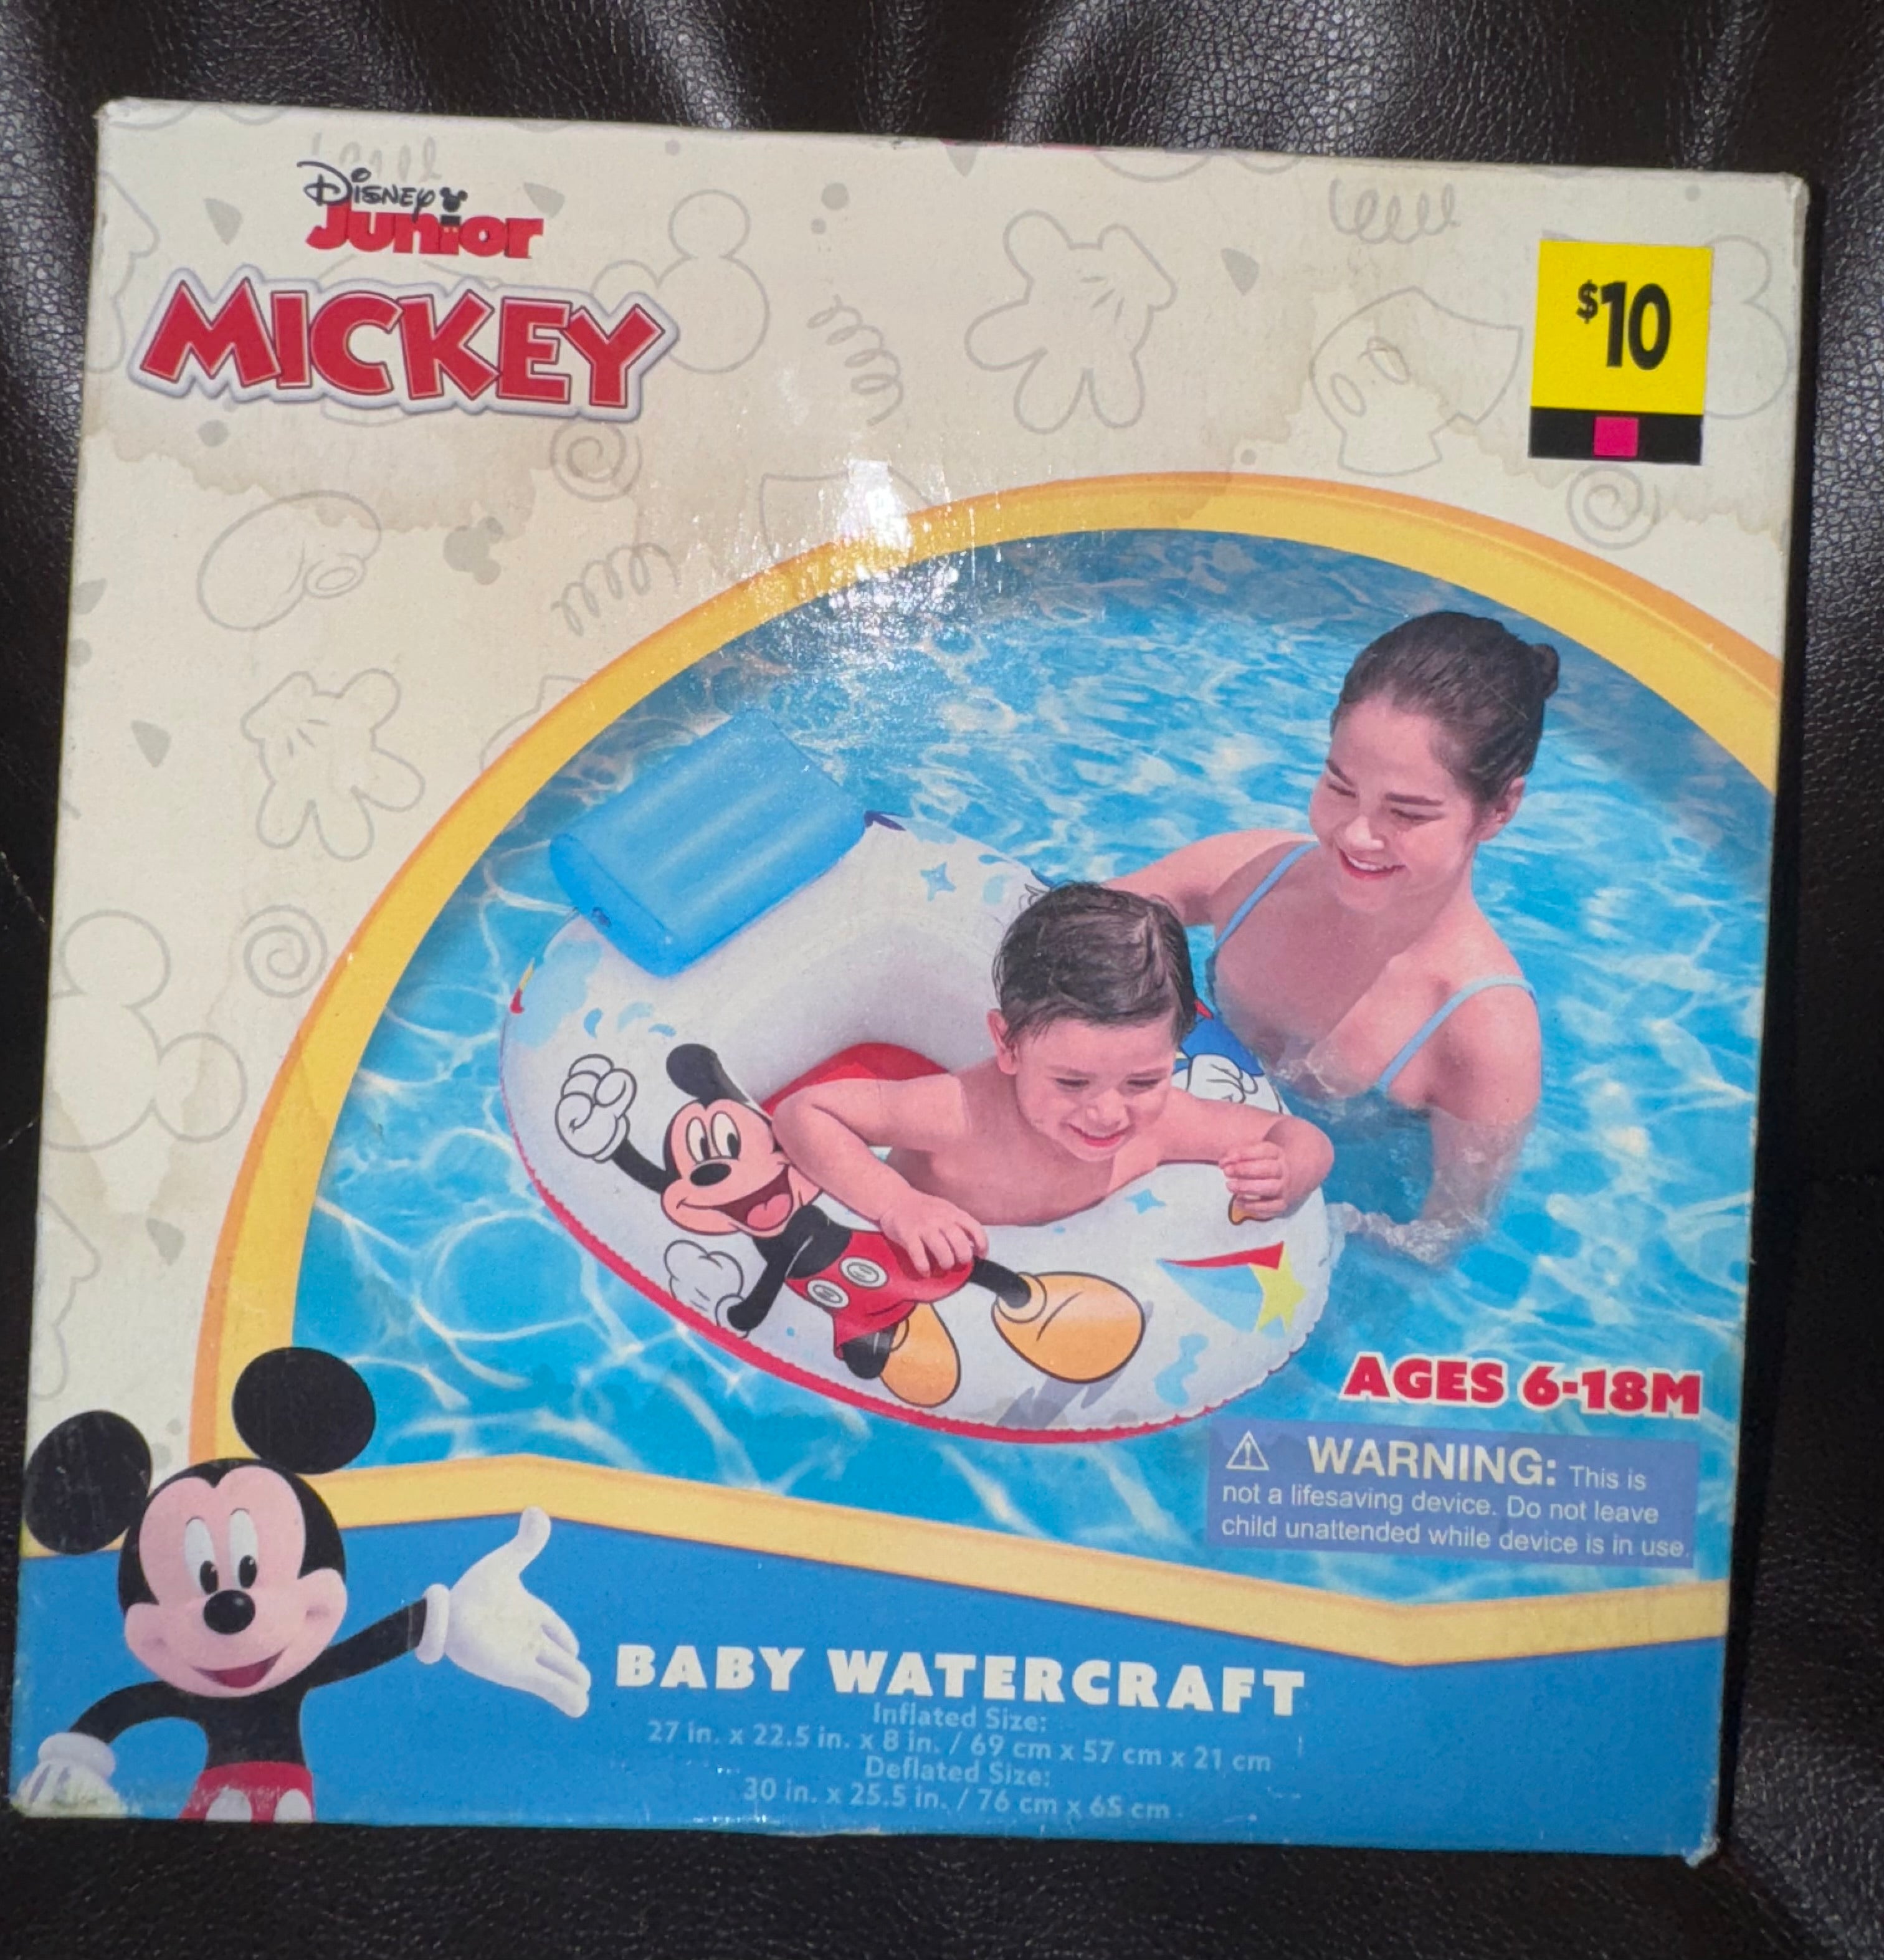 Disney
Junior
MICKEY
$10
AGES 6-18M
WARNING: This is
not a lifesaving device. Do not leave
child unattended while device is in use.
BABY WATERCRAFT
Inflated Size:
27 in. x 22.5 in. x 8 in. / 69 cm x 57 cm x 21 cm
Deflated Size:
30 in. x 25.5 in. / 76 cm x 65 cm